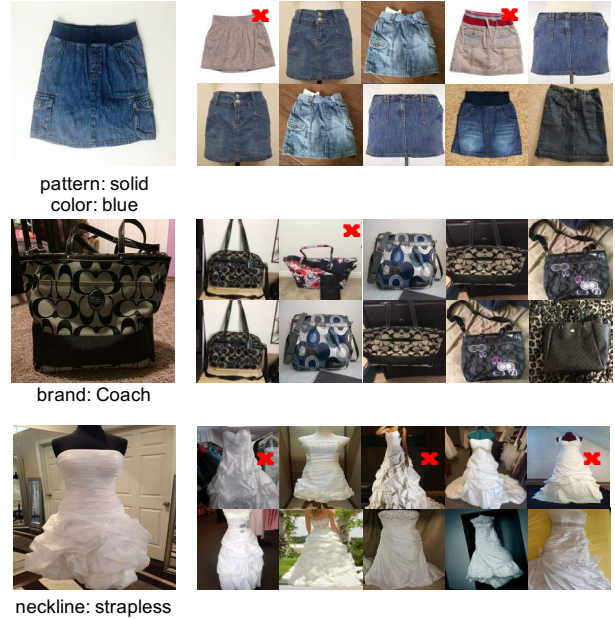 pattern: solid
color: blue
brand: Coach
neckline: strapless